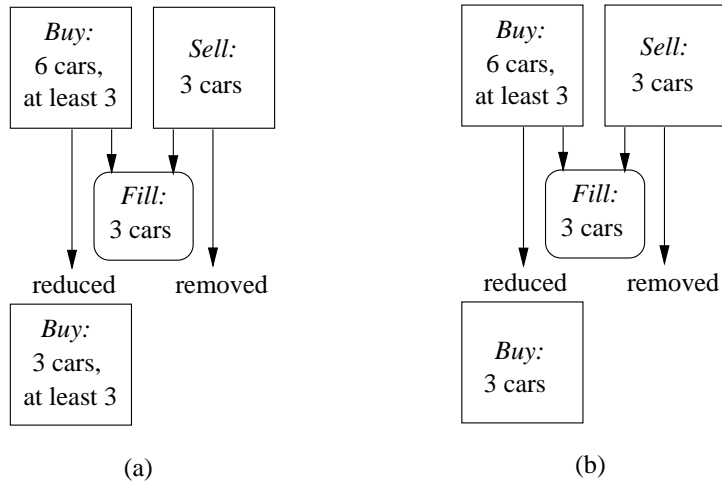 Buy:
6 cars,
at least 3
Sell:
3 cars
Fill:
3 cars
reduced
removed
Buy:
3 cars,
at least 3
(a)
Buy:
6 cars,
at least 3
Sell:
3 cars
Fill:
3 cars
reduced
removed
Buy:
3 cars
(b)